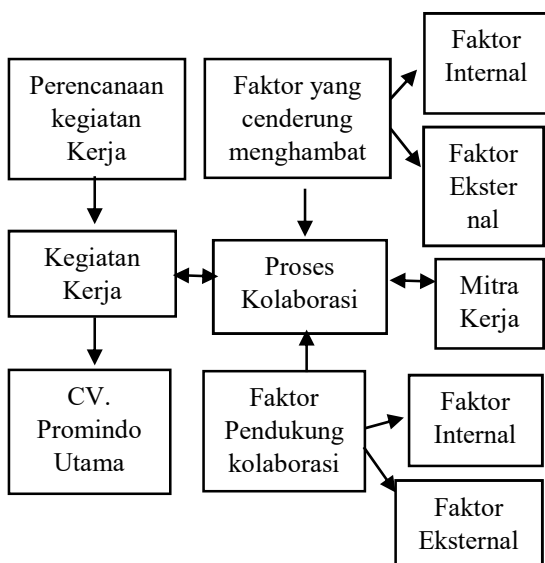 Faktor
Internal
Perencanaan
kegiatan
Kerja
Faktor yang
cenderung
menghambat
Faktor
Ekster
nal
Kegiatan
Kerja
Proses
Kolaborasi
Mitra
Kerja
CV.
Promindo
Utama
Faktor
Pendukung
kolaborasi
Faktor
Internal
Faktor
Eksternal